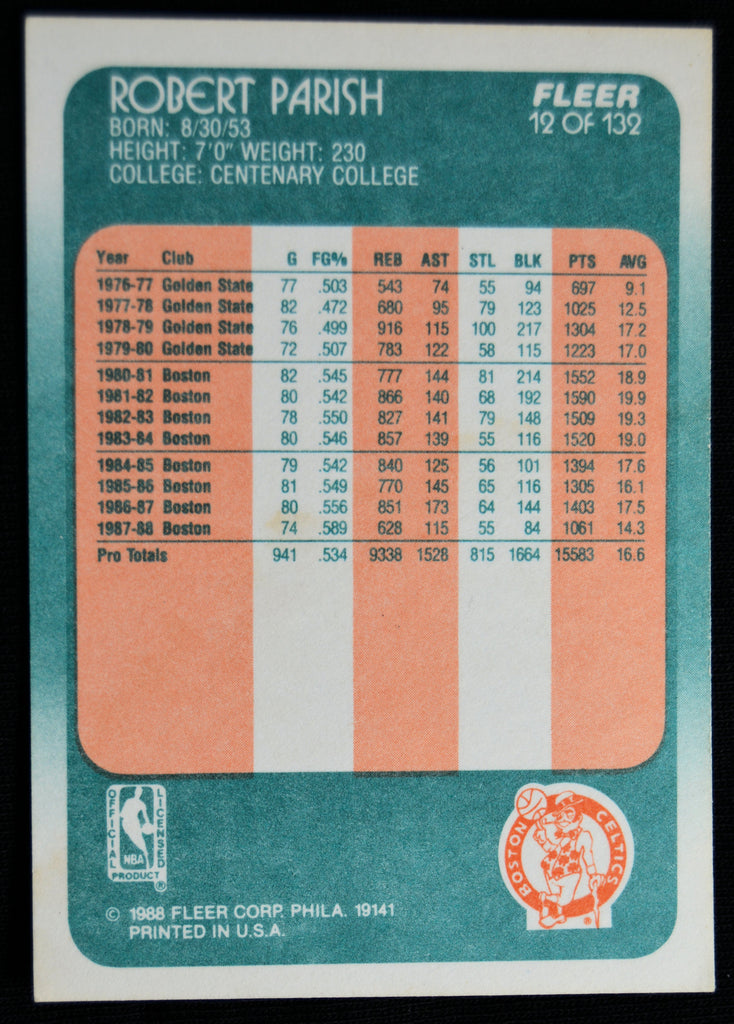 ROBERT PARISH
FLEER
12 OF 132
BORN: 8/30/53
HEIGHT: 7'0" WEIGHT: 230
COLLEGE: CENTENARY COLLEGE
Year Club G FG% REB AST STL BLK PTS AVG
1976-77 Golden State 77 .503 543 74 55 94 697 9.1
1977-78 Golden State 82 .472 680 95 79 123 1025 12.5
1978-79 Golden State 76 .499 916 115 100 217 1304 17.2
1979-80 Golden State 72 .507 783 122 58 115 1223 17.0
1980-81 Boston 82 .545 777 144 81 214 1552 18.9
1981-82 Boston 80 .542 866 140 68 192 1590 19.9
1982-83 Boston 78 .550 827 141 79 148 1509 19.3
1983-84 Boston 80 .546 857 139 55 116 1520 19.0
1984-85 Boston 79 .542 840 125 56 101 1394 17.6
1985-86 Boston 81 .549 770 145 65 116 1305 16.1
1986-87 Boston 80 .556 851 173 64 144 1403 17.5
1987-88 Boston 74 .589 628 115 55 84 1061 14.3
Pro Totals 941 .534 9338 1528 815 1664 15583 16.6
OFFICIAL
LICENSED
NBA
PRODUCT ®
BOSTON CELTICS
®
© 1988 FLEER CORP. PHILA. 19141
PRINTED IN U.S.A.